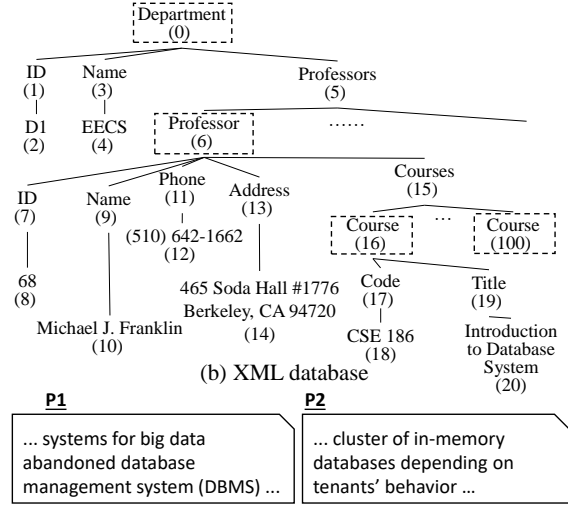 Department
(0)
ID
(1)
Name
(3)
Professors
(5)
D1
(2)
EECS
(4)
Professor
(6)
......
ID
(7)
Name
(9)
Phone
(11)
Address
(13)
Courses
(15)
(510) 642-1662
(12)
Course
(16)
...
Course
(100)
68
(8)
465 Soda Hall #1776
Berkeley, CA 94720
(14)
Code
(17)
Title
(19)
Michael J. Franklin
(10)
CSE 186
(18)
Introduction
to Database
System
(20)
(b) XML database
P1
... systems for big data
abandoned database
management system (DBMS) ...
P2
... cluster of in-memory
databases depending on
tenants' behavior ...